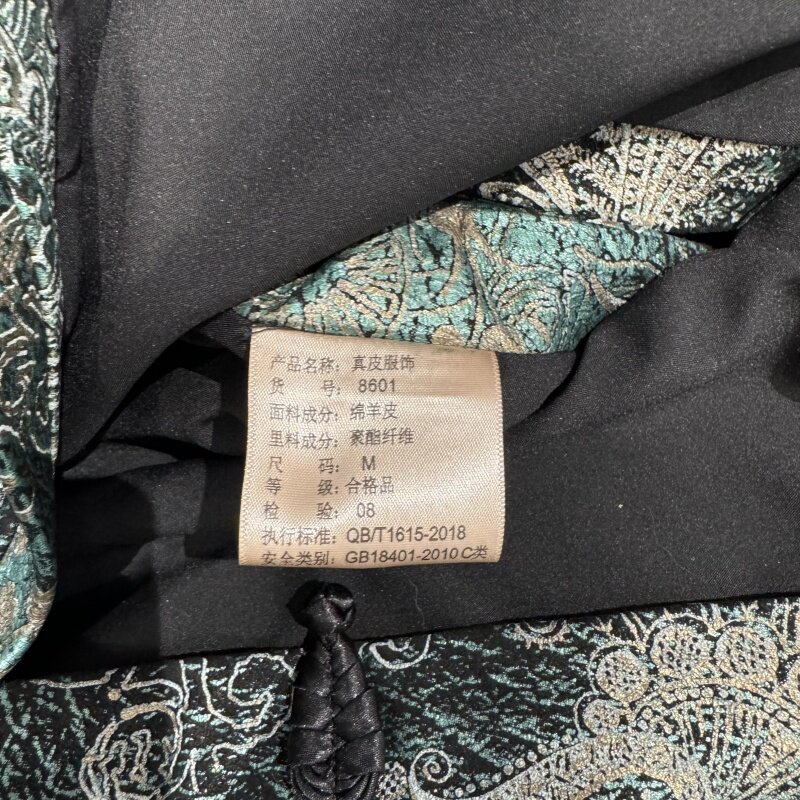 产品名称：真皮服饰
货 号：8601
面料成分：绵羊皮
里料成分：聚酯纤维
尺 码：M
等 级：合格品
检 验：08
执行标准：QB/T1615-2018
安全类别：GB18401-2010 C类